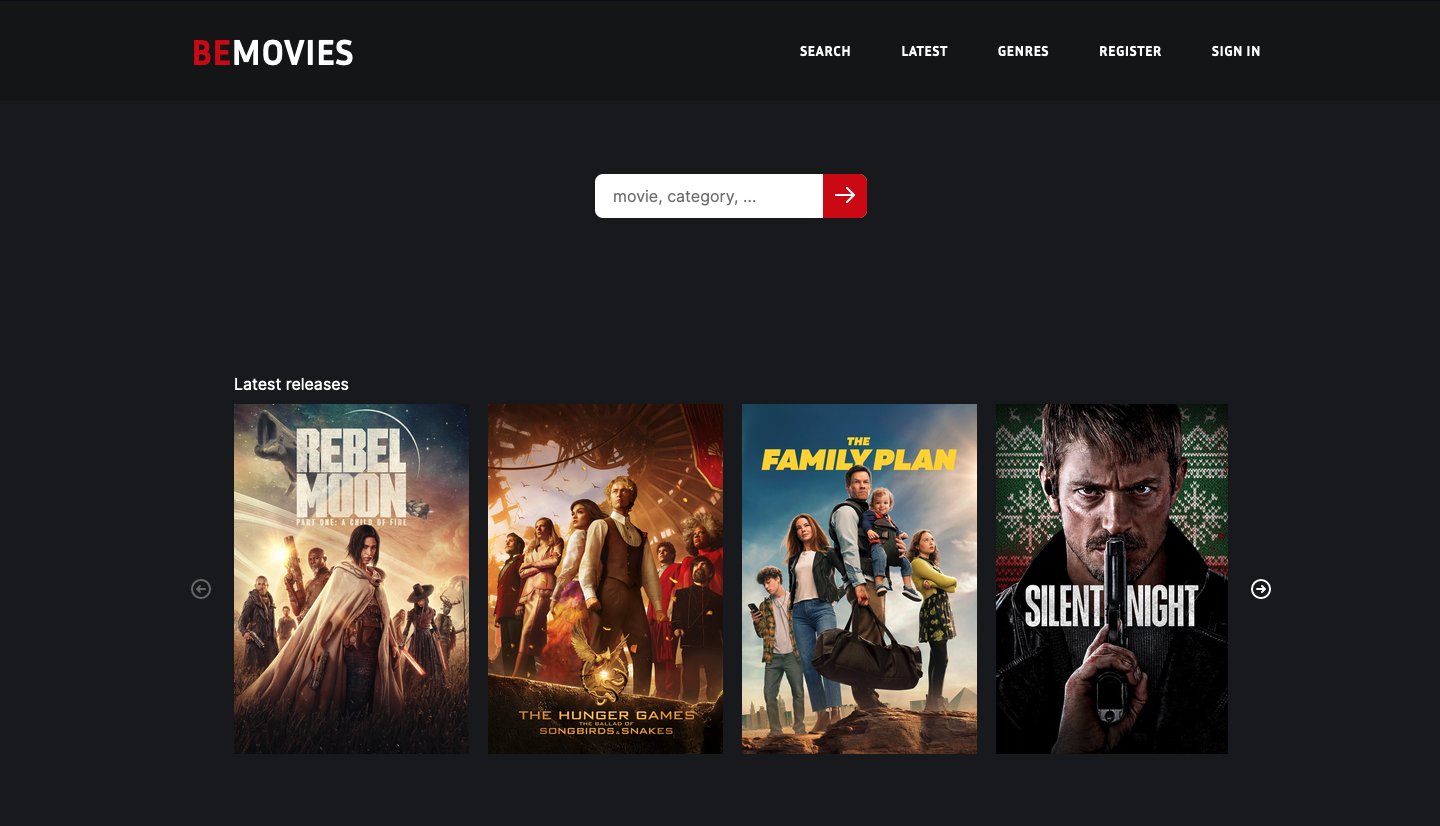 BEMOVIES
SEARCH
LATEST
GENRES
REGISTER
SIGN IN
movie, category, ...
Latest releases
REBEL
MOON
PART ONE: A CHILD OF FIRE
THE HUNGER GAMES
THE BALLAD OF
SONGBIRDS & SNAKES
THE
FAMILY PLAN
SILENT NIGHT